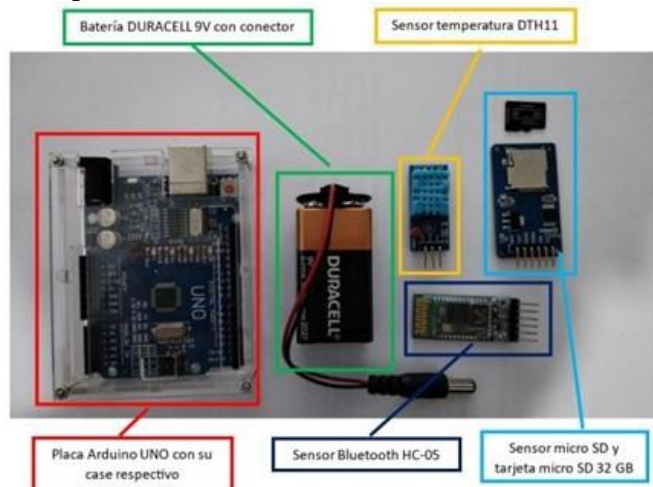 Batería DURACELL 9V con conector
Sensor temperatura DTH11
DURACELL
UNO
Placa Arduino UNO con su
case respectivo
Sensor Bluetooth HC-05
Sensor micro SD y
tarjeta micro SD 32 GB